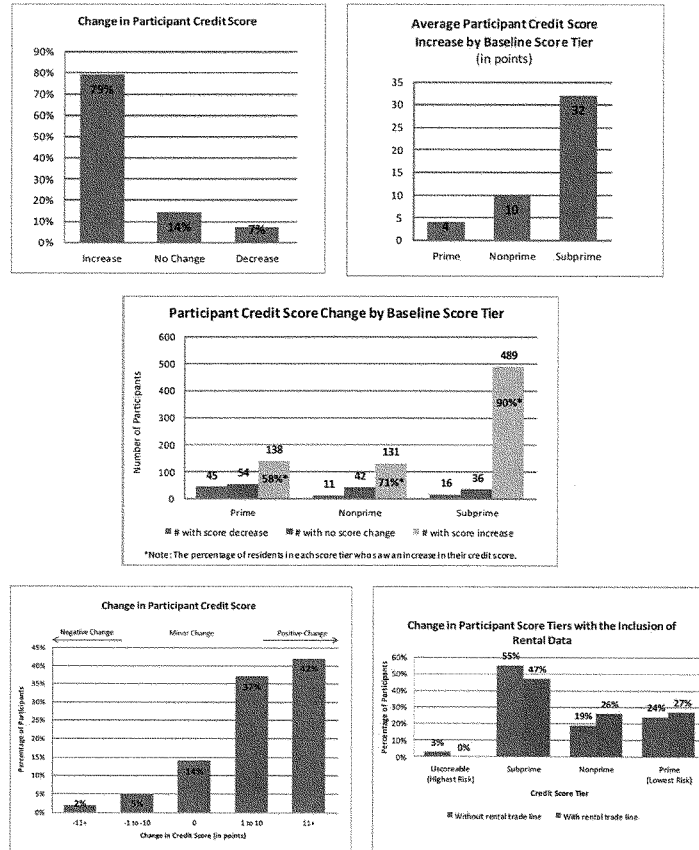 Change in Participant Credit Score
90%
80%
70%
60%
50%
40%
30%
20%
10%
0%
79%
14%
7%
Increase No Change Decrease
Average Participant Credit Score
Increase by Baseline Score Tier
(in points)
35
30
25
20
15
10
5
0
4
10
32
Prime Nonprime Subprime
Participant Credit Score Change by Baseline Score Tier
Number of Participants
600
500
400
300
200
100
0
45 54 138 58%*
11 42 131 71%*
16 36 489 90%*
Prime Nonprime Subprime
# with score decrease # with no score change # with score increase
*Note: The percentage of residents in each score tier who saw an increase in their credit score.
Change in Participant Credit Score
Negative Change Minor Change Positive Change
Percentage of Participants
45%
40%
35%
30%
25%
20%
15%
10%
5%
0%
2%
5%
14%
37%
42%
-11+ -1 to -10 0 1 to 10 11+
Change in Credit Score (in points)
Change in Participant Score Tiers with the Inclusion of
Rental Data
Percentage of Participants
60%
50%
40%
30%
20%
10%
0%
3% 0%
55% 47%
19% 26%
24% 27%
Uscoreable Subprime Nonprime Prime
(Highest Risk) (Lowest Risk)
Credit Score Tier
Without rental trade line With rental trade line